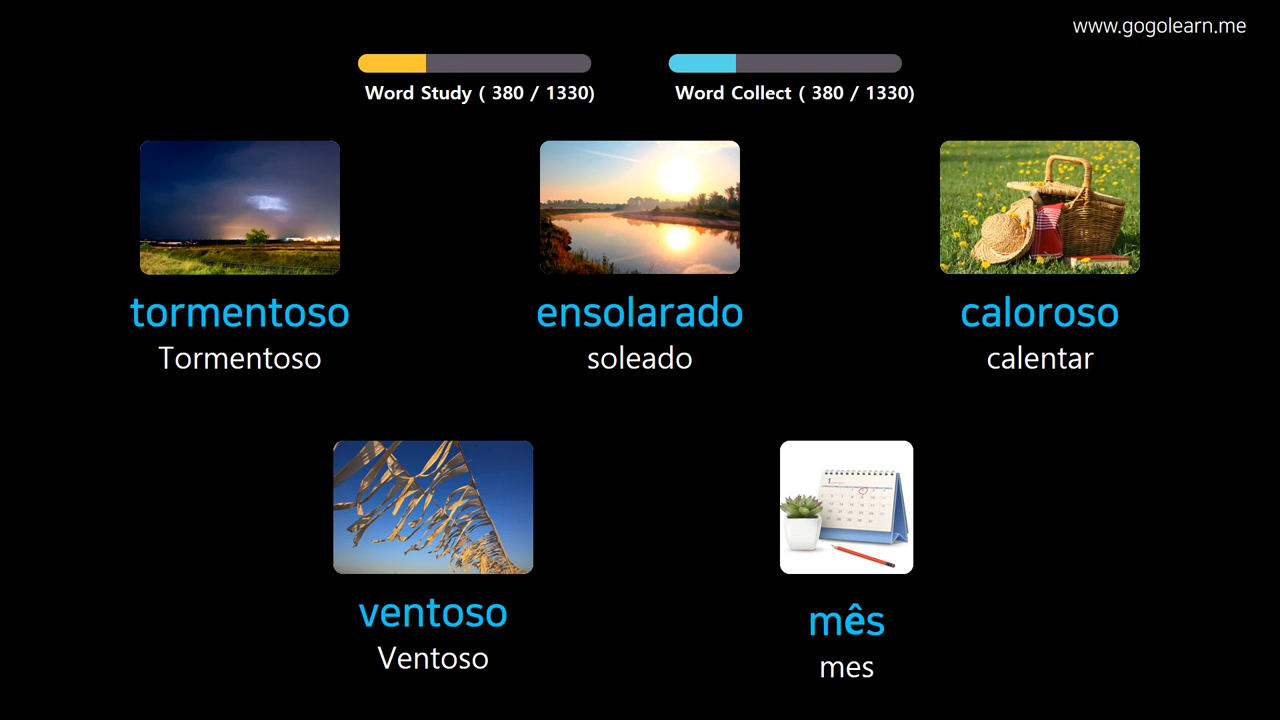 www.gogolearn.me
Word Study ( 380 / 1330)
Word Collect ( 380 / 1330)
tormentoso
Tormentoso
ensolarado
soleado
caloroso
calentar
ventoso
Ventoso
mês
mes